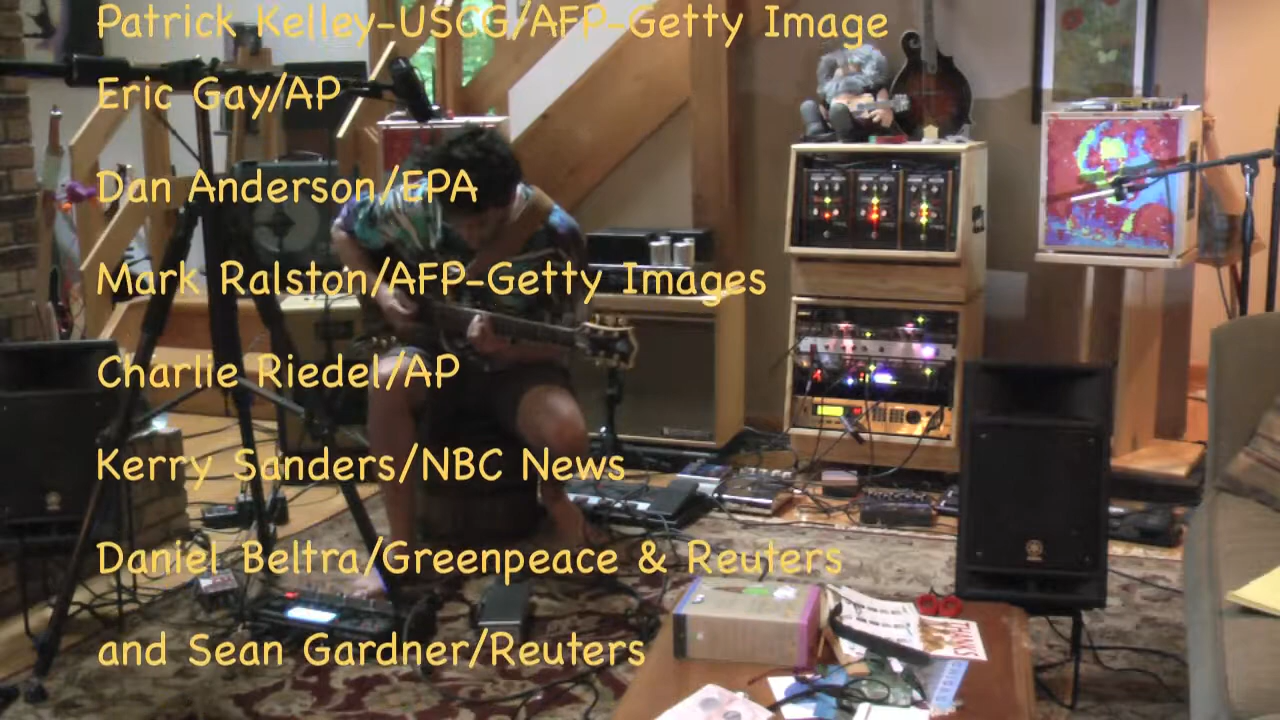 Patrick Kelley-USCG/AFP-Getty Image
Eric Gay/AP
Dan Anderson/EPA
Mark Ralston/AFP-Getty Images
Charlie Riedel/AP
Kerry Sanders/NBC News
Daniel Beltra/Greenpeace & Reuters
and Sean Gardner/Reuters
THANKS